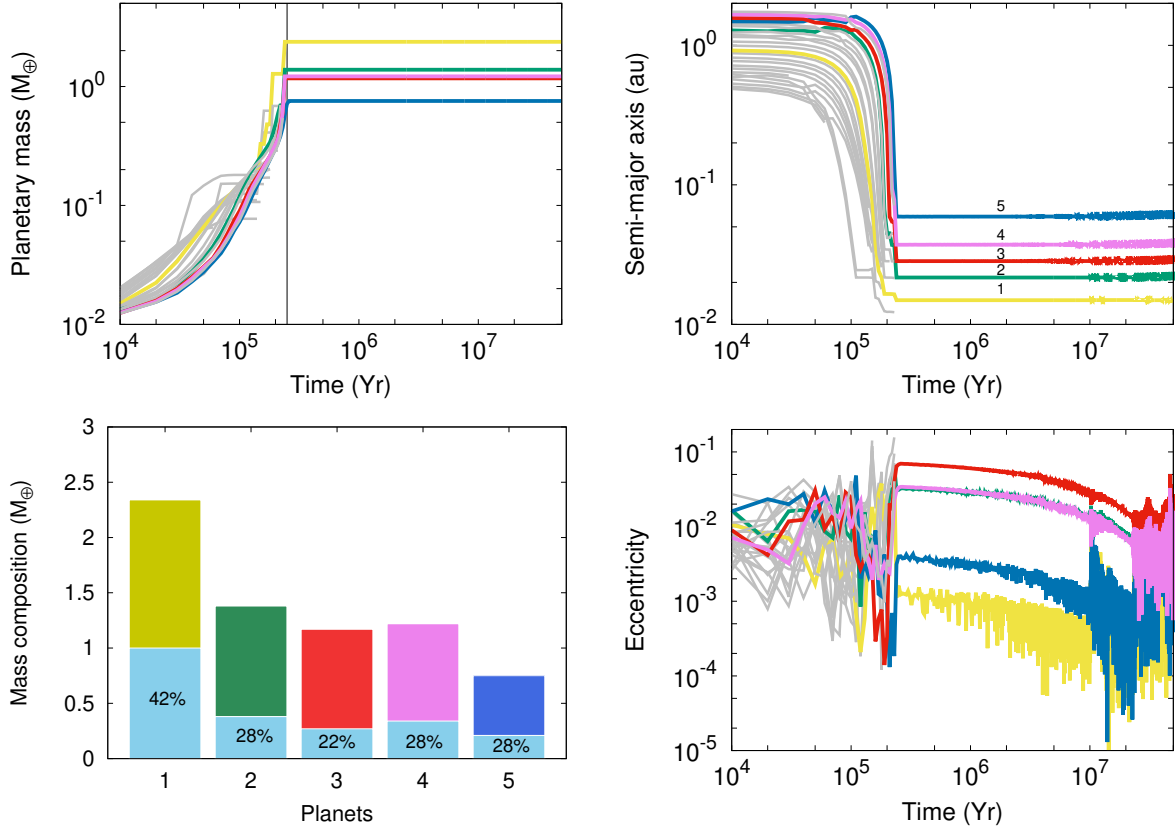 Planetary mass (M⊕)
10^0
10^-1
10^-2
10^4 10^5 10^6 10^7
Time (Yr)
Semi-major axis (au)
10^0
10^-1
10^-2
5
4
3
2
1
10^4 10^5 10^6 10^7
Time (Yr)
Mass composition (M⊕)
3
2.5
2
1.5
1
0.5
0
42%
28%
22%
28%
28%
1 2 3 4 5
Planets
Eccentricity
10^-1
10^-2
10^-3
10^-4
10^-5
10^4 10^5 10^6 10^7
Time (Yr)